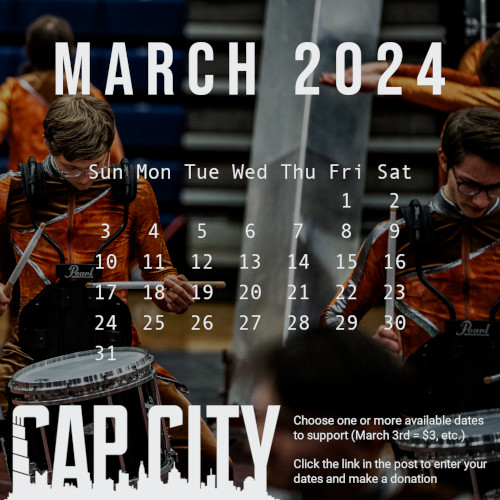 MARCH 2024
Sun Mon Tue Wed Thu Fri Sat
1 2
3 4 5 6 7 8 9
10 11 12 13 14 15 16
17 18 19 20 21 22 23
24 25 26 27 28 29 30
31
Pearl
Pearl
CAP CITY
Choose one or more available dates
to support (March 3rd = $3, etc.)
Click the link in the post to enter your
dates and make a donation